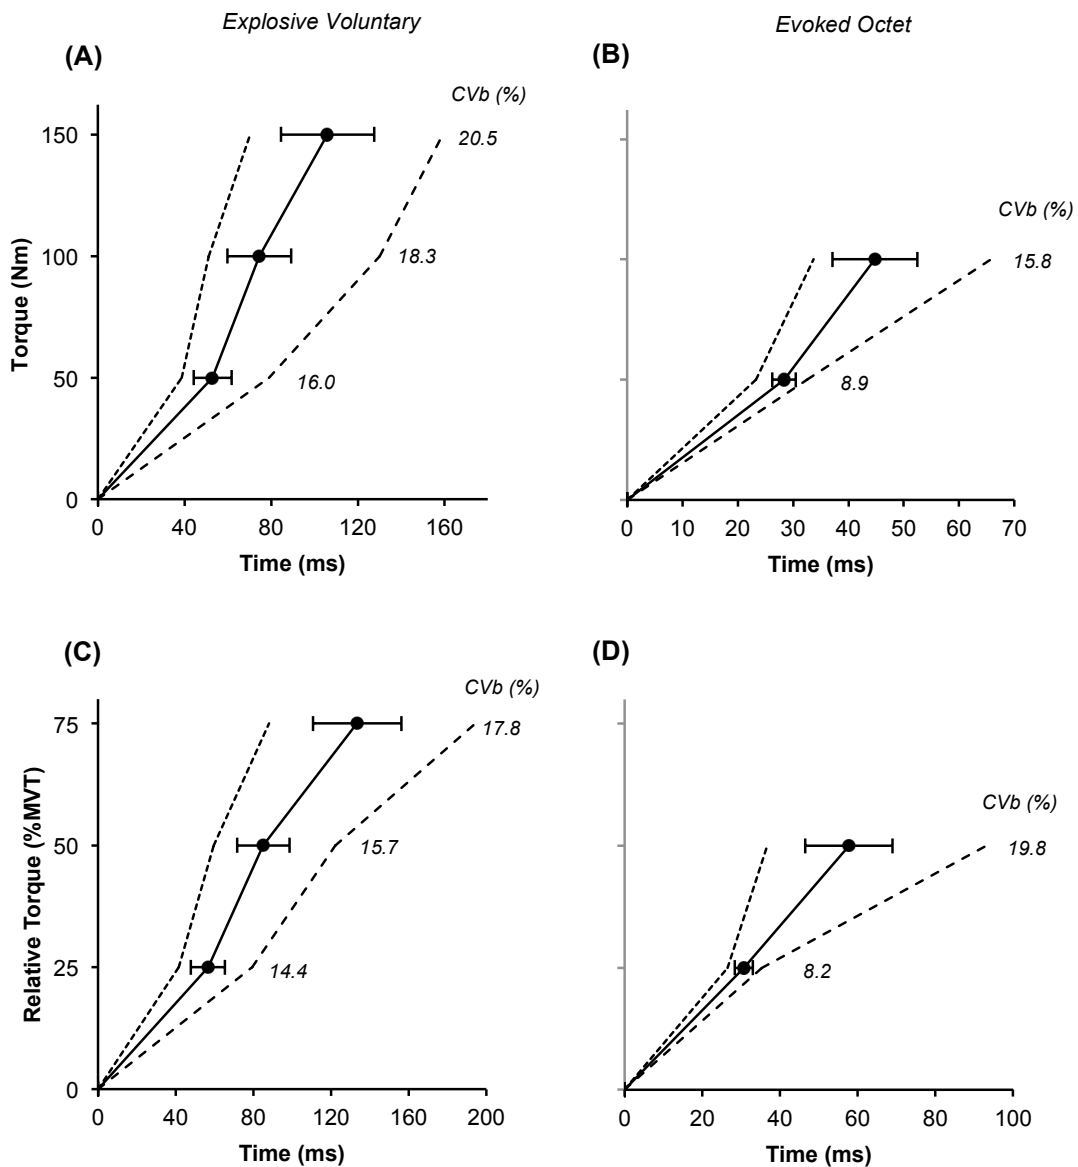 Explosive Voluntary
Evoked Octet
(A)
CVb (%)
20.5
18.3
16.0
150
100
50
0
Torque (Nm)
0 40 80 120 160
Time (ms)
(B)
CVb (%)
15.8
8.9
0 10 20 30 40 50 60 70
Time (ms)
(C)
CVb (%)
17.8
15.7
14.4
75
50
25
0
Relative Torque (%MVT)
0 40 80 120 160 200
Time (ms)
(D)
CVb (%)
19.8
8.2
0 20 40 60 80 100
Time (ms)